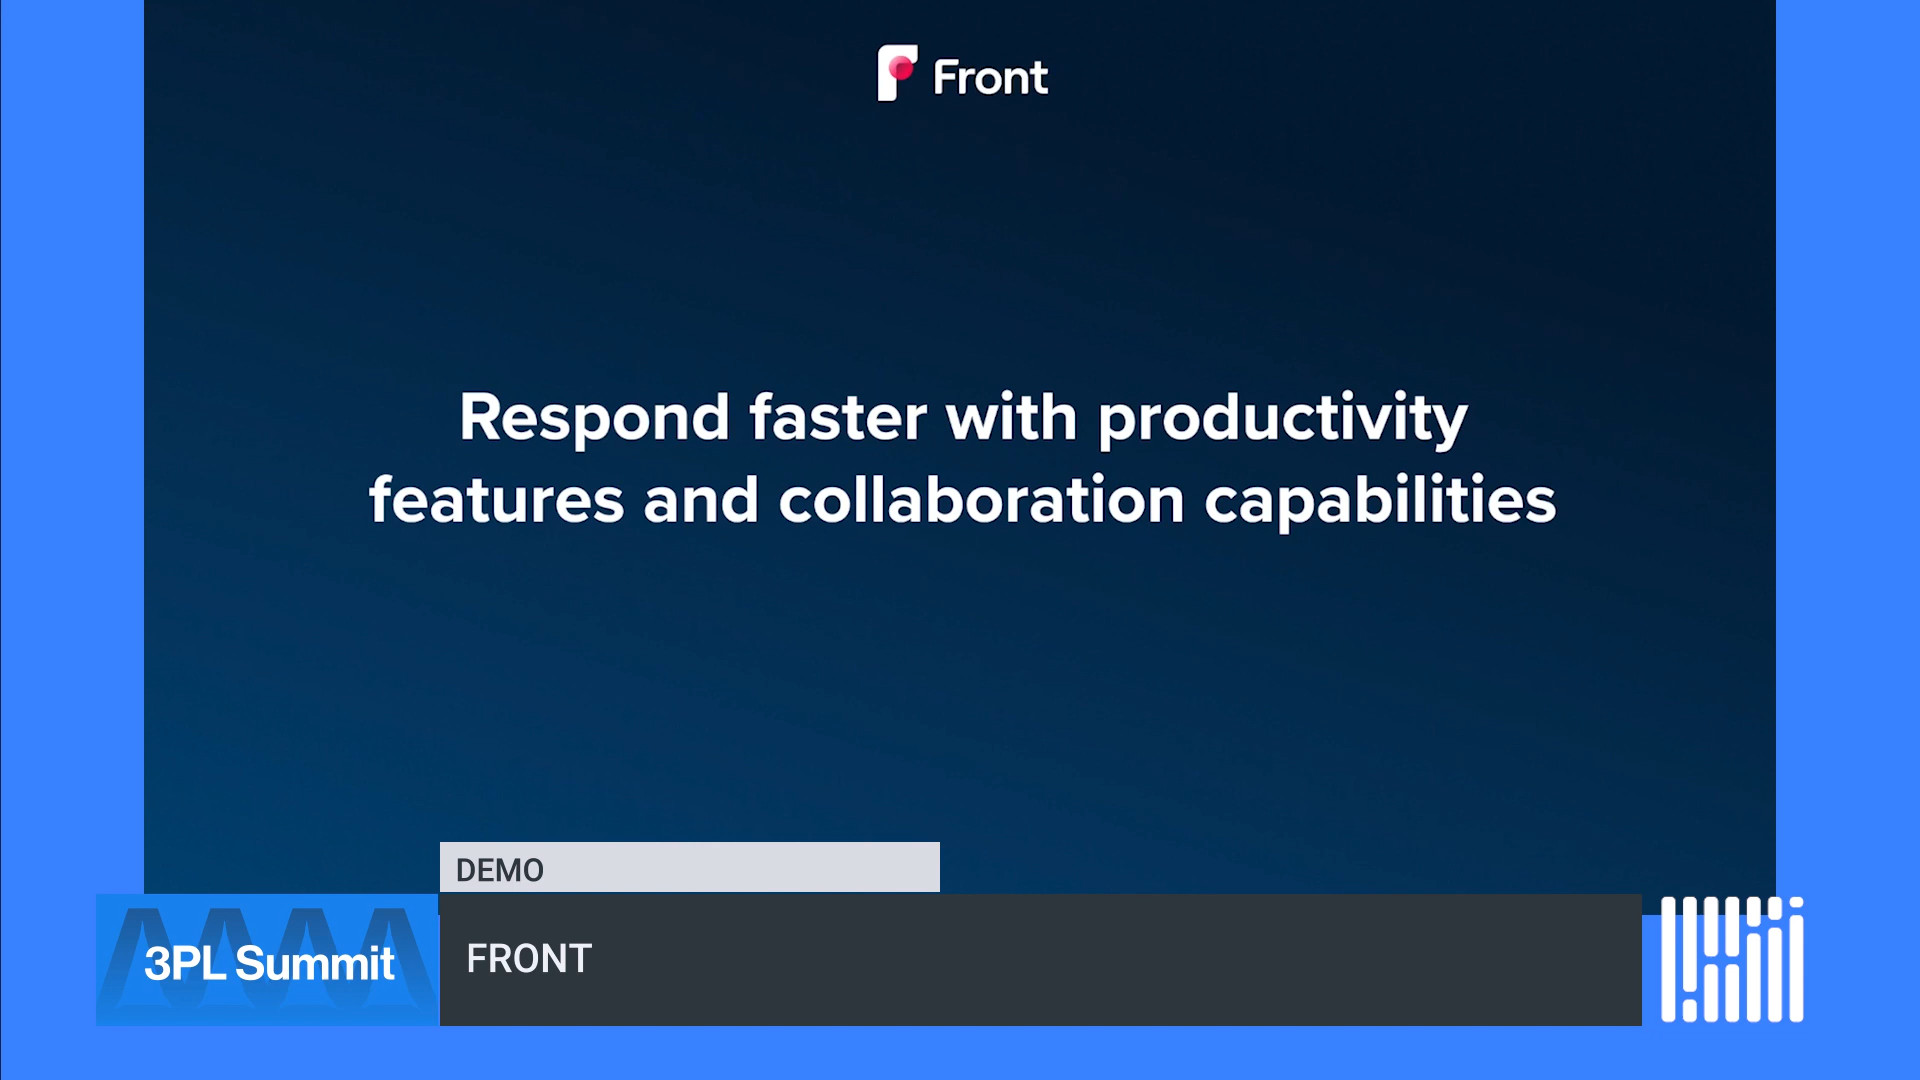 Front
Respond faster with productivity
features and collaboration capabilities
DEMO
3PL Summit
FRONT